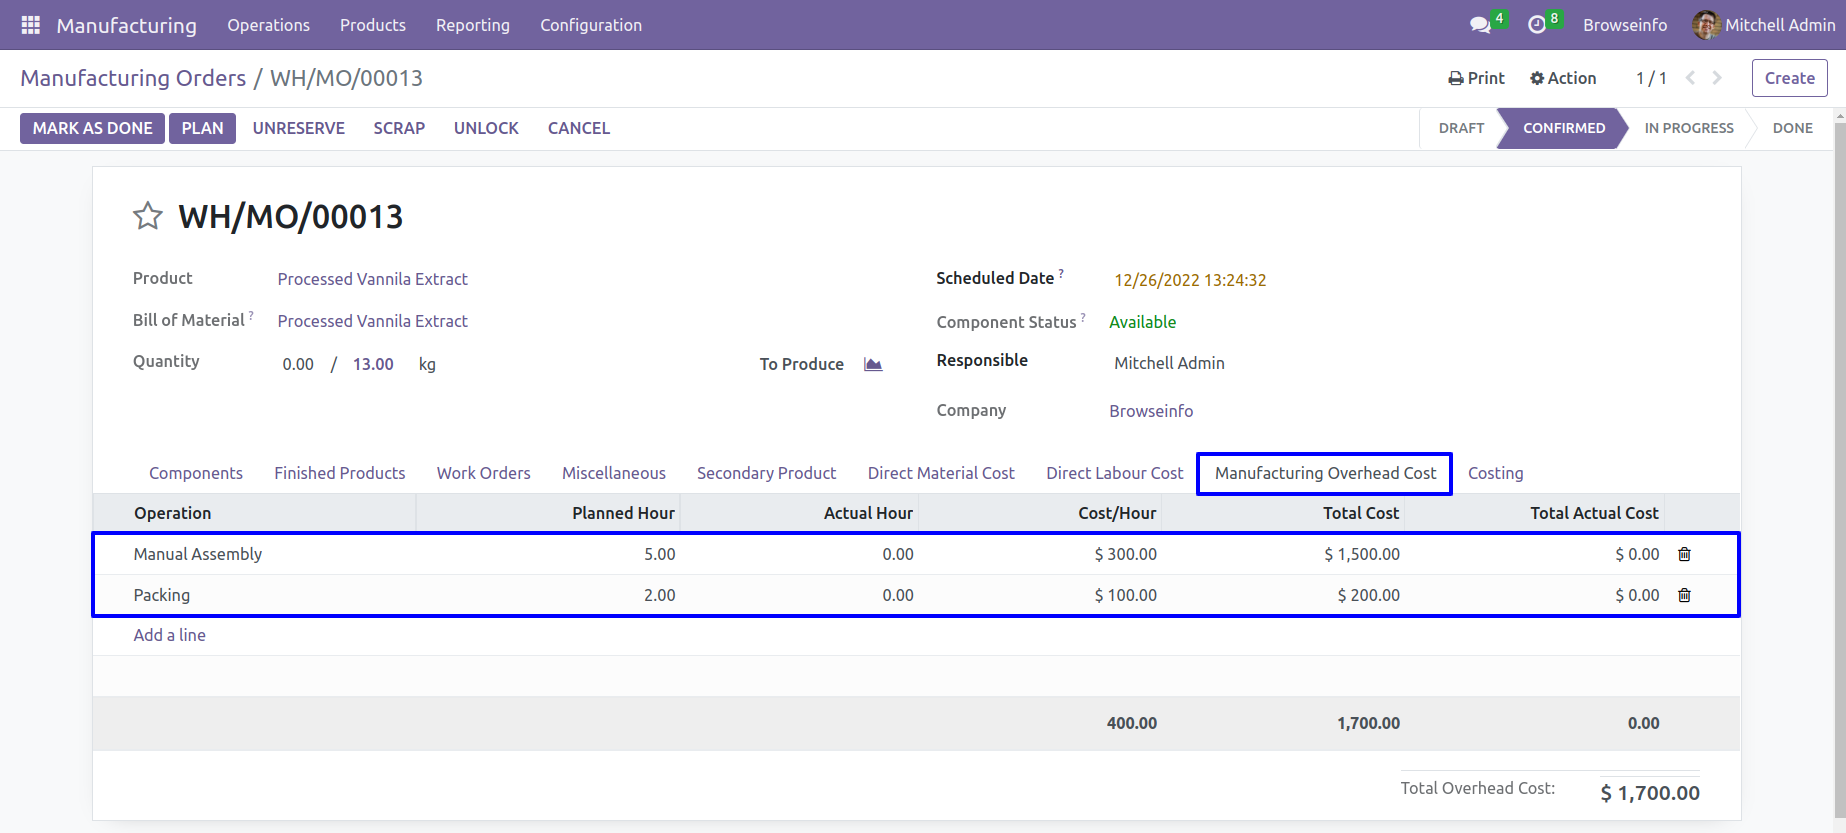 Manufacturing Operations Products Reporting Configuration 4 8 Browseinfo Mitchell Admin
Manufacturing Orders / WH/MO/00013 Print Action 1 / 1 Create
MARK AS DONE PLAN UNRESERVE SCRAP UNLOCK CANCEL DRAFT CONFIRMED IN PROGRESS DONE
WH/MO/00013
Product Processed Vannila Extract Scheduled Date ? 12/26/2022 13:24:32
Bill of Material ? Processed Vannila Extract Component Status ? Available
Quantity 0.00 / 13.00 kg To Produce Responsible Mitchell Admin
Company Browseinfo
Components Finished Products Work Orders Miscellaneous Secondary Product Direct Material Cost Direct Labour Cost Manufacturing Overhead Cost Costing
Operation Planned Hour Actual Hour Cost/Hour Total Cost Total Actual Cost
Manual Assembly 5.00 0.00 $ 300.00 $ 1,500.00 $ 0.00
Packing 2.00 0.00 $ 100.00 $ 200.00 $ 0.00
Add a line
400.00 1,700.00 0.00
Total Overhead Cost: $ 1,700.00